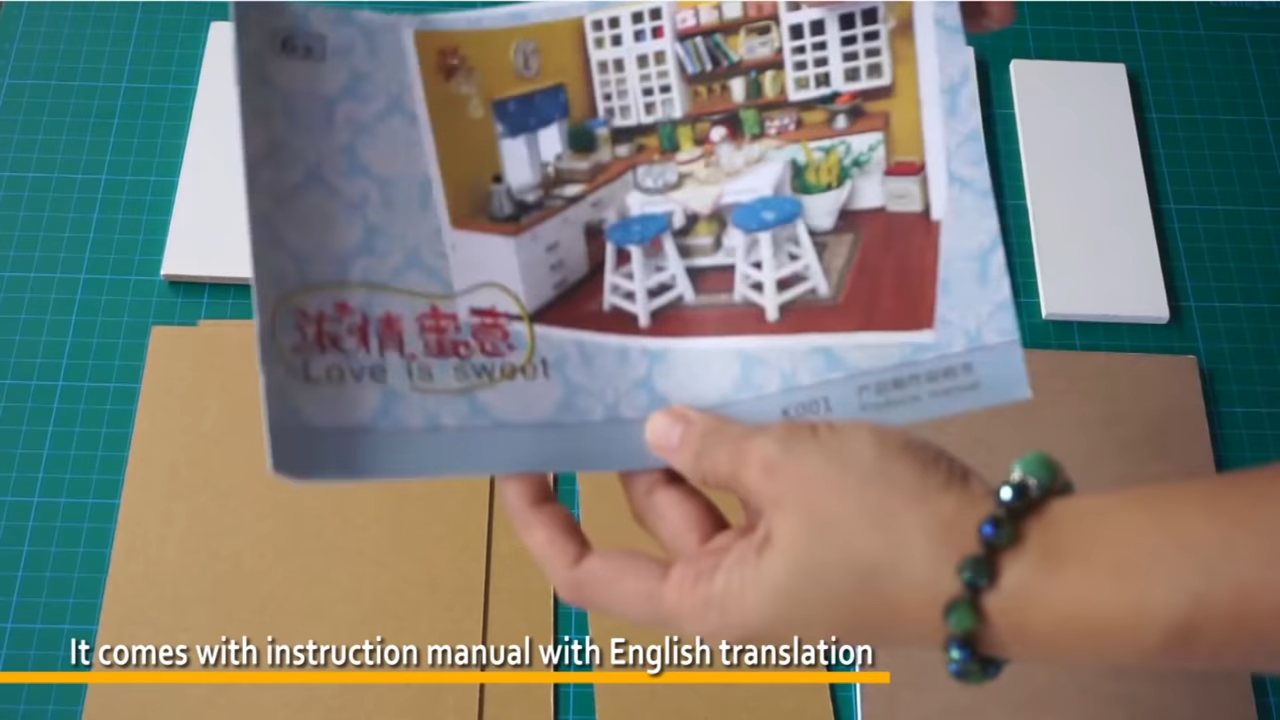 浓情蜜意
Love is sweet
K001
It comes with instruction manual with English translation